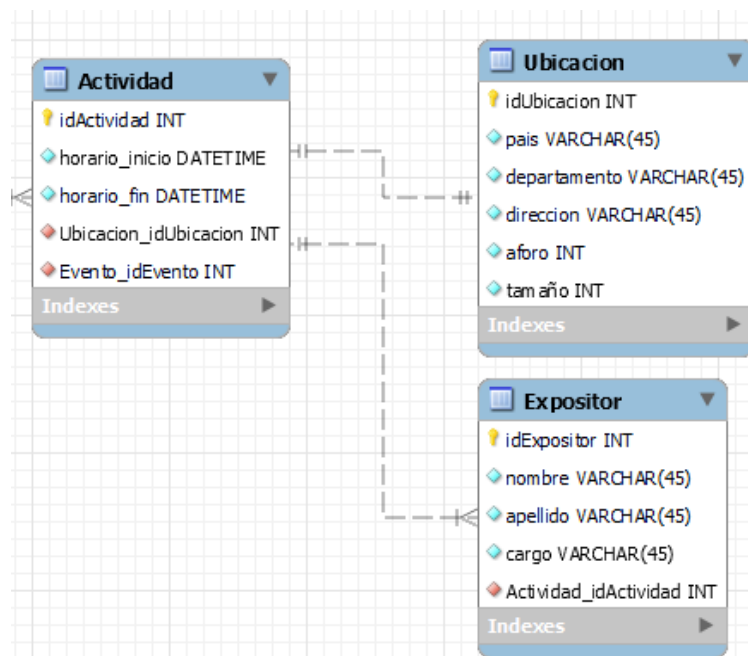 Actividad
idActividad INT
horario_inicio DATETIME
horario_fin DATETIME
Ubicacion_idUbicacion INT
Evento_idEvento INT
Indexes
Ubicacion
idUbicacion INT
pais VARCHAR(45)
departamento VARCHAR(45)
direccion VARCHAR(45)
aforo INT
tamaño INT
Indexes
Expositor
idExpositor INT
nombre VARCHAR(45)
apellido VARCHAR(45)
cargo VARCHAR(45)
Actividad_idActividad INT
Indexes